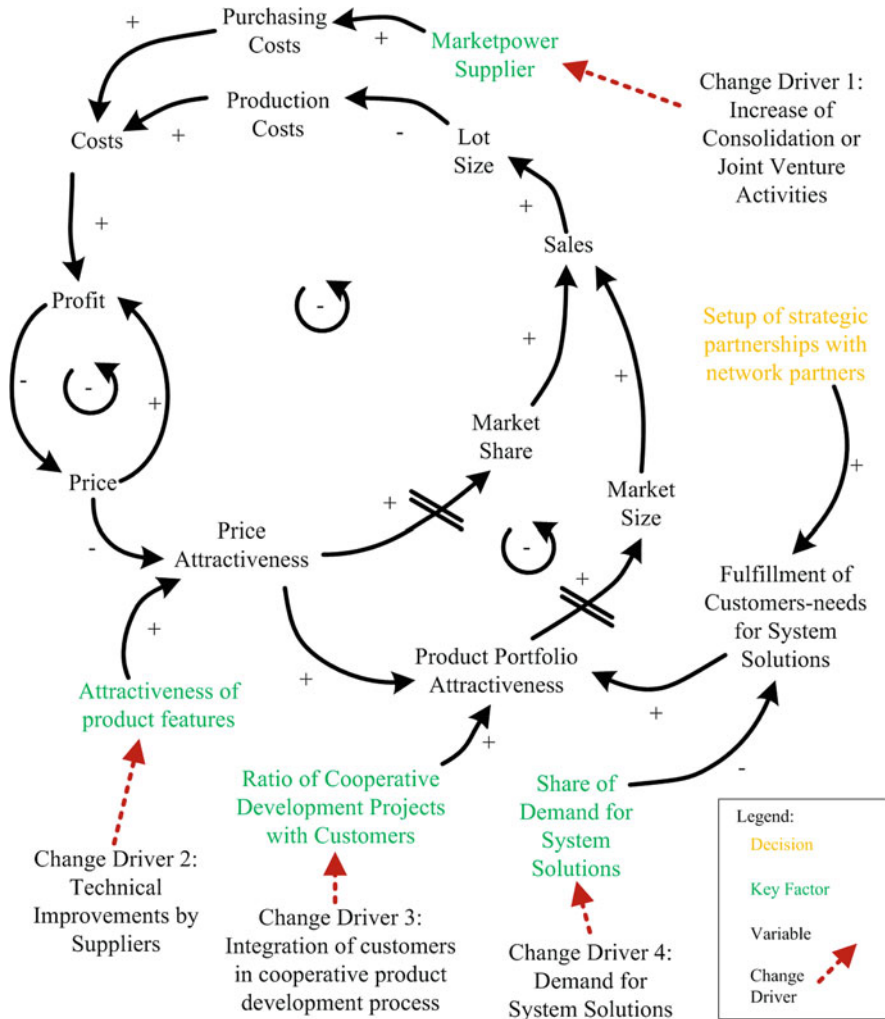 Purchasing
Costs
+
+
Marketpower
Supplier
Change Driver 1:
Increase of
Consolidation or
Joint Venture
Activities
Production
Costs
Costs
+
-
Lot
Size
+
+
Sales
Profit
-
Setup of strategic
partnerships with
network partners
-
-
+
+
+
Market
Share
Price
+
Market
Size
+
-
Price
Attractiveness
-
+
Fulfillment of
Customers-needs
for System
Solutions
+
Product Portfolio
Attractiveness
+
+
Attractiveness of
product features
+
Ratio of Cooperative
Development Projects
with Customers
Share of
Demand for
System
Solutions
-
Change Driver 2:
Technical
Improvements by
Suppliers
Change Driver 3:
Integration of customers
in cooperative product
development process
Change Driver 4:
Demand for
System Solutions
Legend:
Decision
Key Factor
Variable
Change
Driver